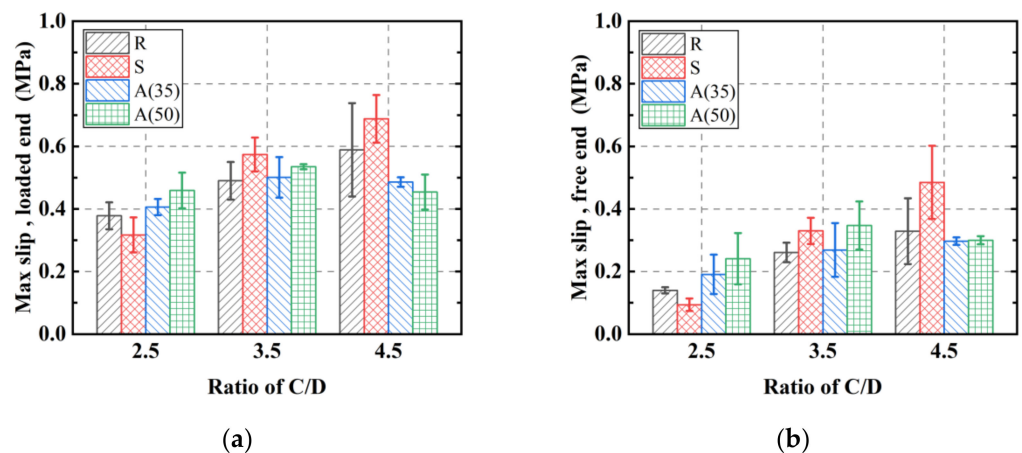 Max slip , loaded end (MPa)
1.0
0.8
0.6
0.4
0.2
0.0
R
S
A(35)
A(50)
2.5 3.5 4.5
Ratio of C/D
(a)
Max slip , free end (MPa)
1.0
0.8
0.6
0.4
0.2
0.0
R
S
A(35)
A(50)
2.5 3.5 4.5
Ratio of C/D
(b)